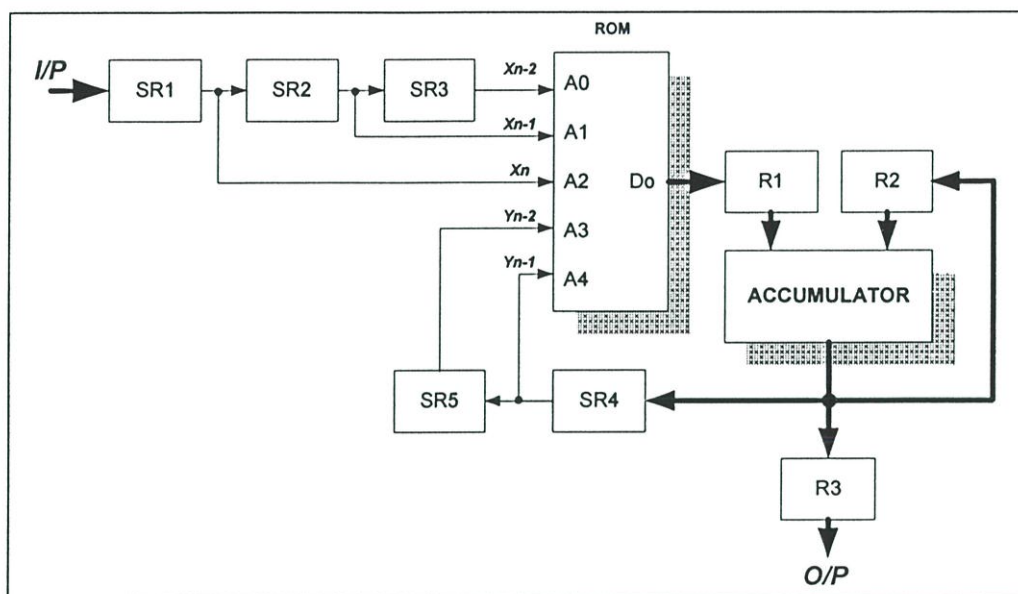 ROM
I/P
SR1
SR2
SR3
Xn-2
A0
Xn-1
A1
Xn
A2
Do
R1
R2
Yn-2
A3
Yn-1
A4
ACCUMULATOR
SR5
SR4
R3
O/P